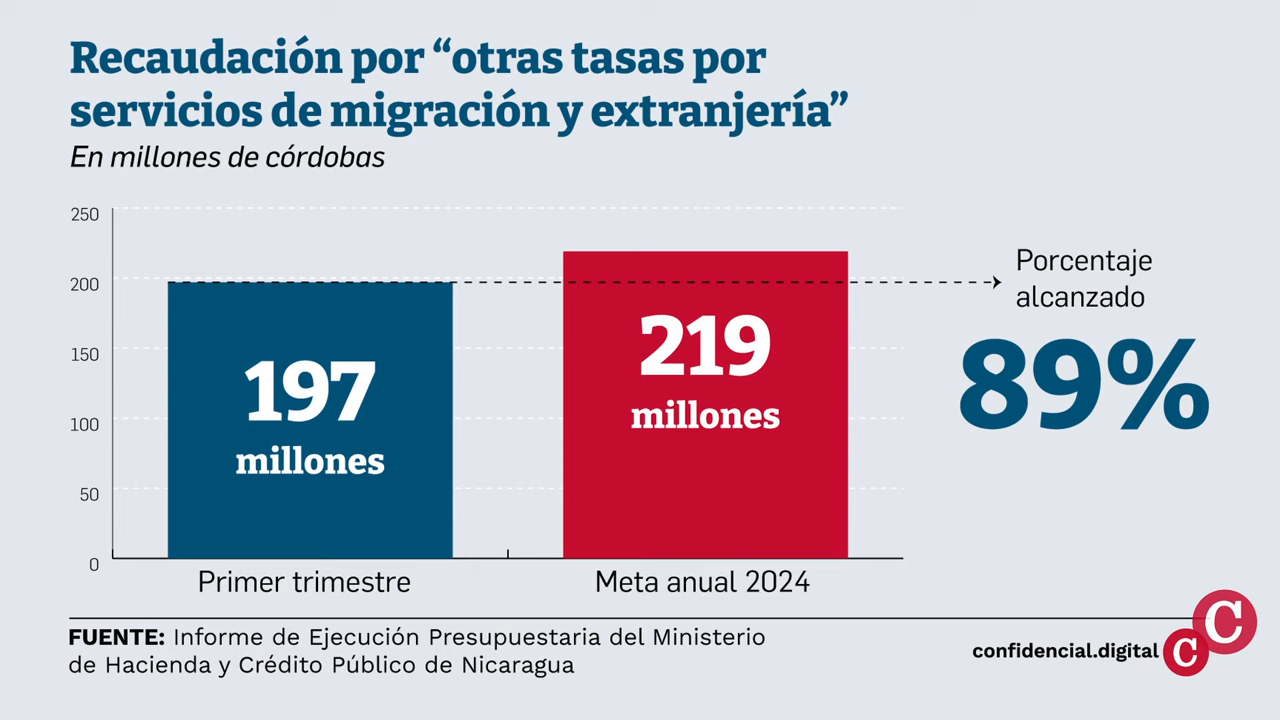 Recaudación por “otras tasas por
servicios de migración y extranjería”
En millones de córdobas
250
200
150
100
50
0
197
millones
219
millones
Porcentaje
alcanzado
89%
Primer trimestre
Meta anual 2024
FUENTE: Informe de Ejecución Presupuestaria del Ministerio
de Hacienda y Crédito Público de Nicaragua
confidencial.digital
C
C